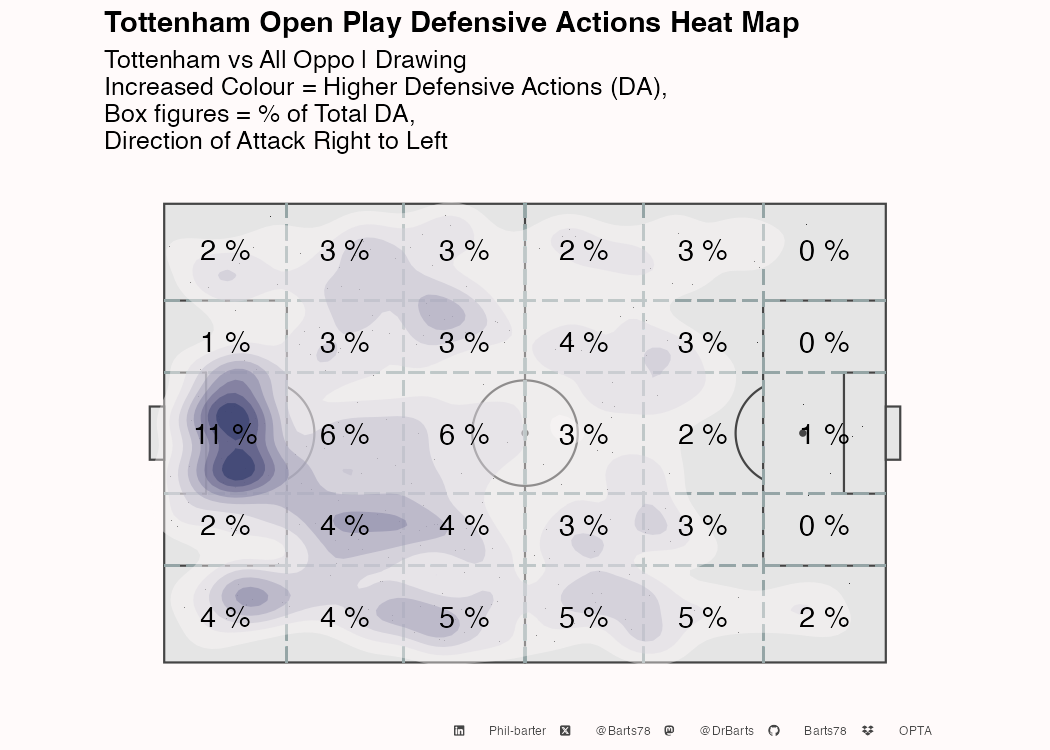 Tottenham Open Play Defensive Actions Heat Map
Tottenham vs All Oppo | Drawing
Increased Colour = Higher Defensive Actions (DA),
Box figures = % of Total DA,
Direction of Attack Right to Left
2 % 3 % 3 % 2 % 3 % 0 %
1 % 3 % 3 % 4 % 3 % 0 %
11 % 6 % 6 % 3 % 2 % 1 %
2 % 4 % 4 % 3 % 3 % 0 %
4 % 4 % 5 % 5 % 5 % 2 %
Phil-barter @Barts78 @DrBarts Barts78 OPTA